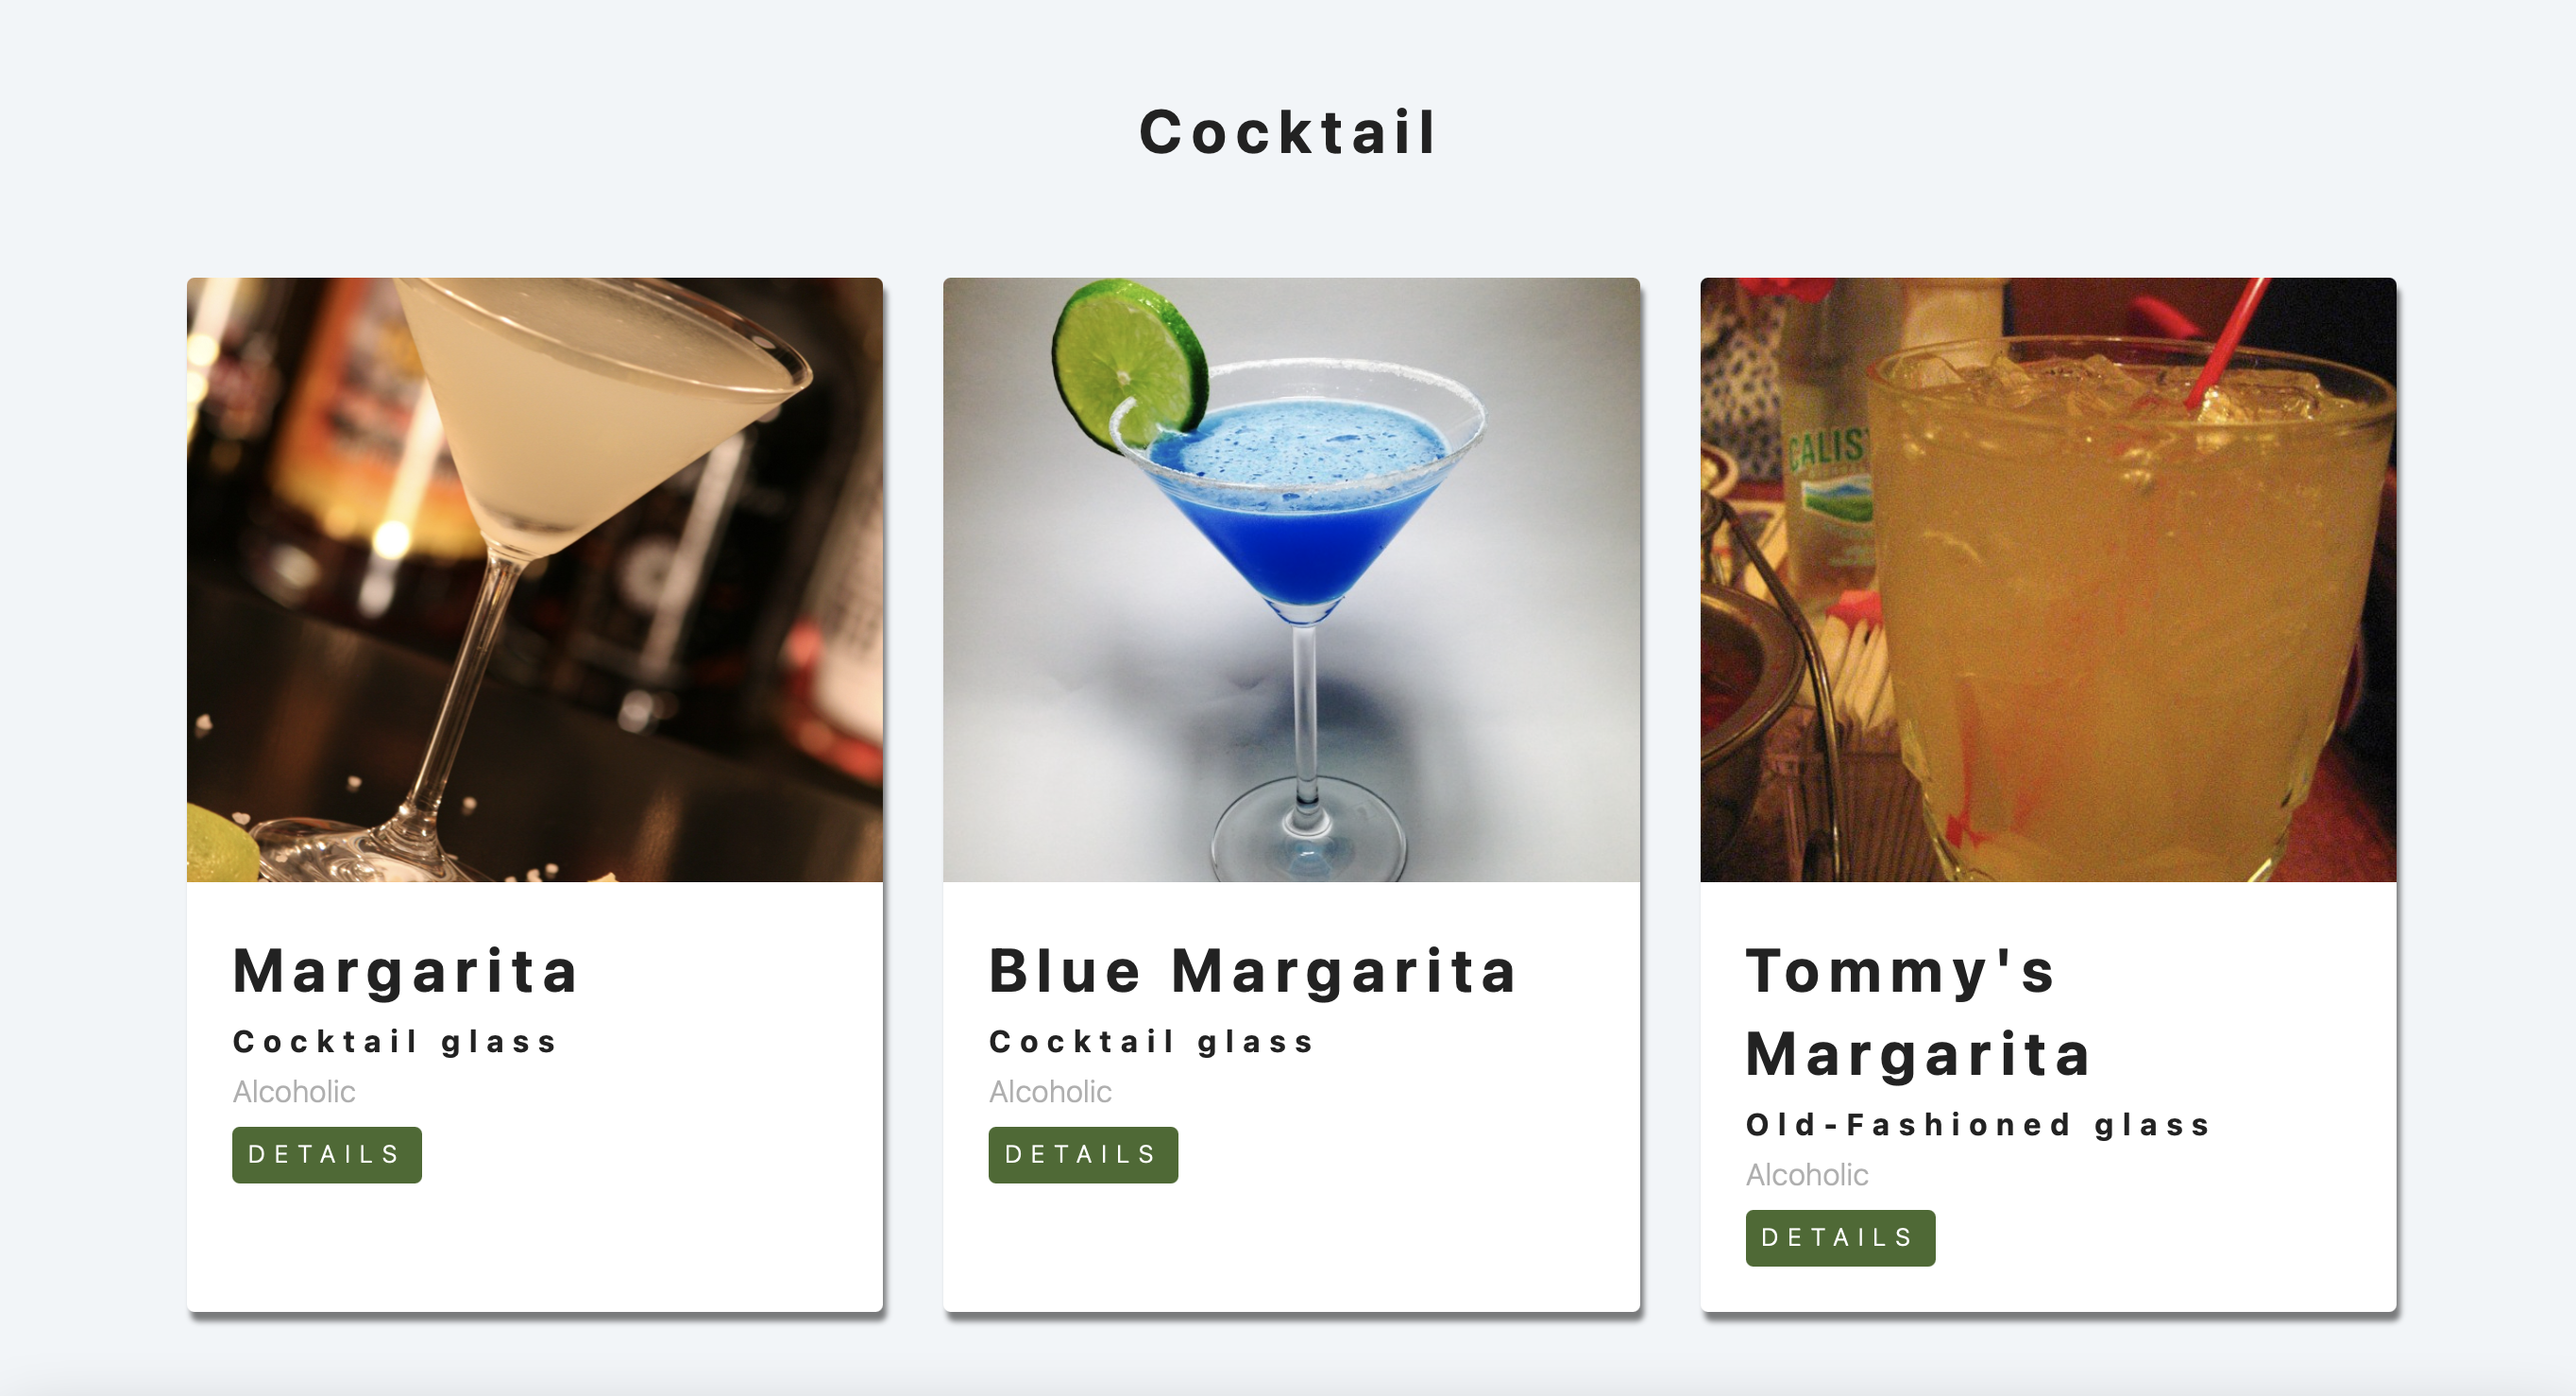 Cocktail
Margarita
Cocktail glass
Alcoholic
DETAILS
Blue Margarita
Cocktail glass
Alcoholic
DETAILS
CALIS
Tommy's
Margarita
Old-Fashioned glass
Alcoholic
DETAILS